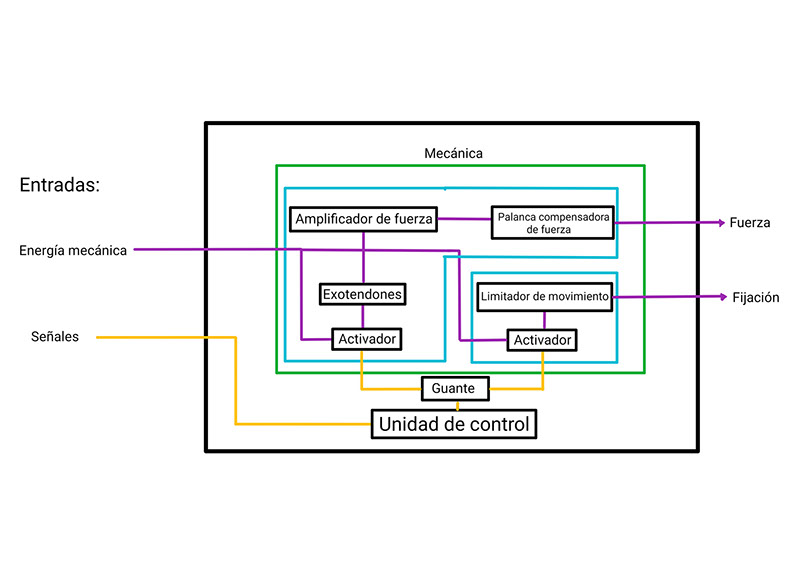 Mecánica
Entradas:
Amplificador de fuerza
Palanca compensadora
de fuerza
Fuerza
Energía mecánica
Exotendones
Limitador de movimiento
Fijación
Señales
Activador
Activador
Guante
Unidad de control